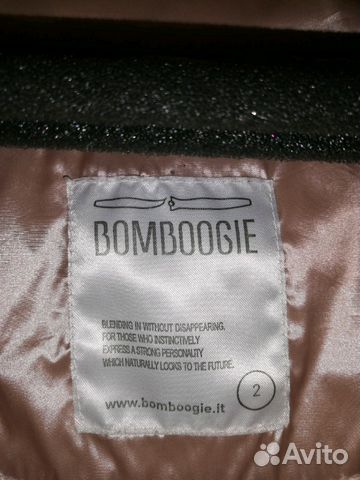 BOMBOOGIE
BLENDING IN WITHOUT DISAPPEARING.
FOR THOSE WHO INSTINCTIVELY
EXPRESS A STRONG PERSONALITY
WHICH NATURALLY LOOKS TO THE FUTURE.
www.bomboogie.it
2
Avito